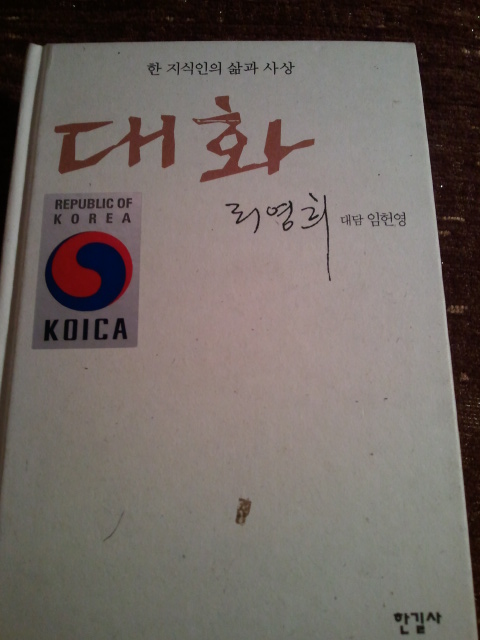 한 지식인의 삶과 사상
대화
리영희 대담 임헌영
REPUBLIC OF
KOREA
KOICA
한길사